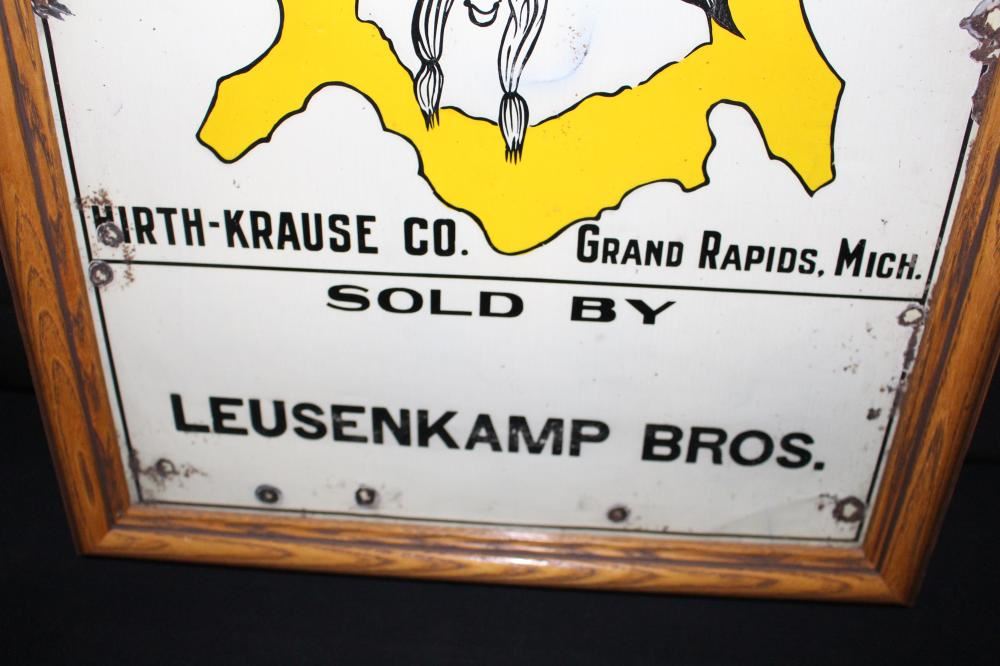 HIRTH-KRAUSE CO. GRAND RAPIDS, MICH.
SOLD BY
LEUSENKAMP BROS.